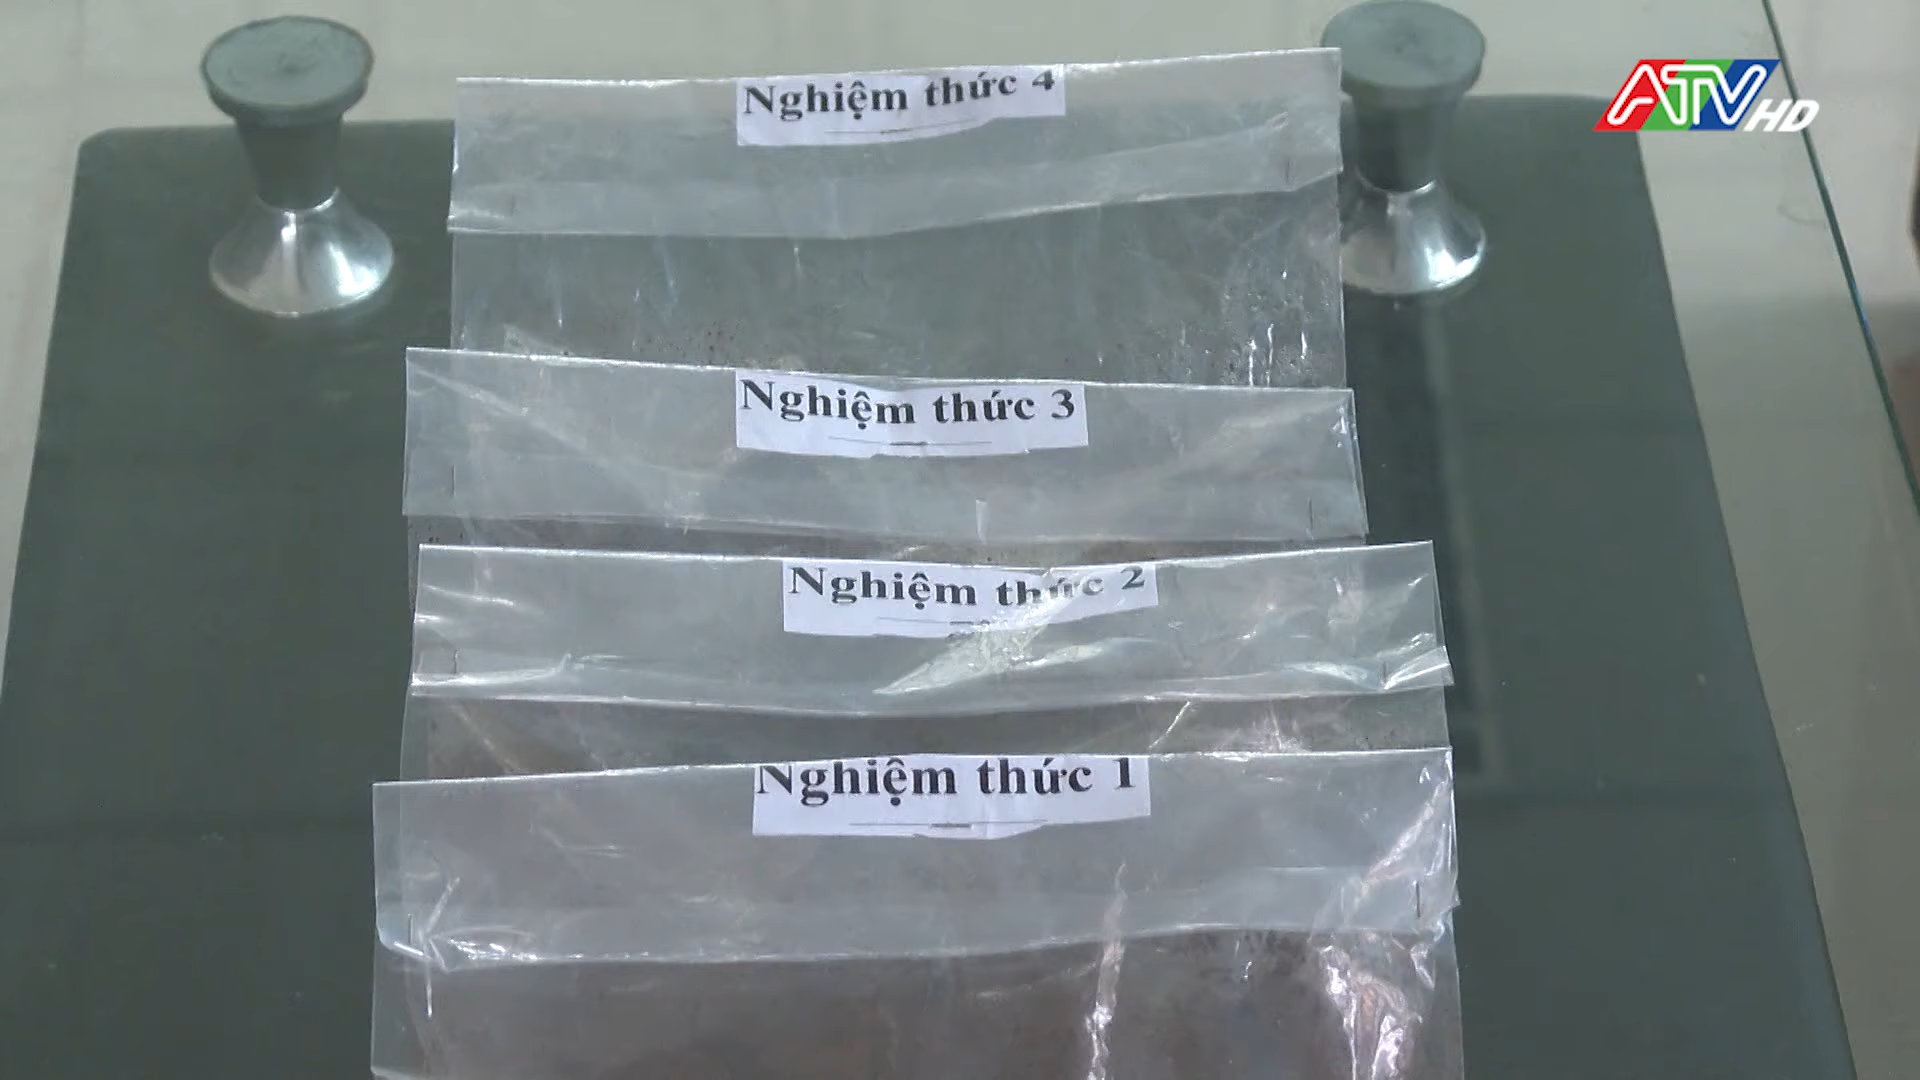 Nghiệm thức 4
ATV HD
Nghiệm thức 3
Nghiệm thức 2
Nghiệm thức 1